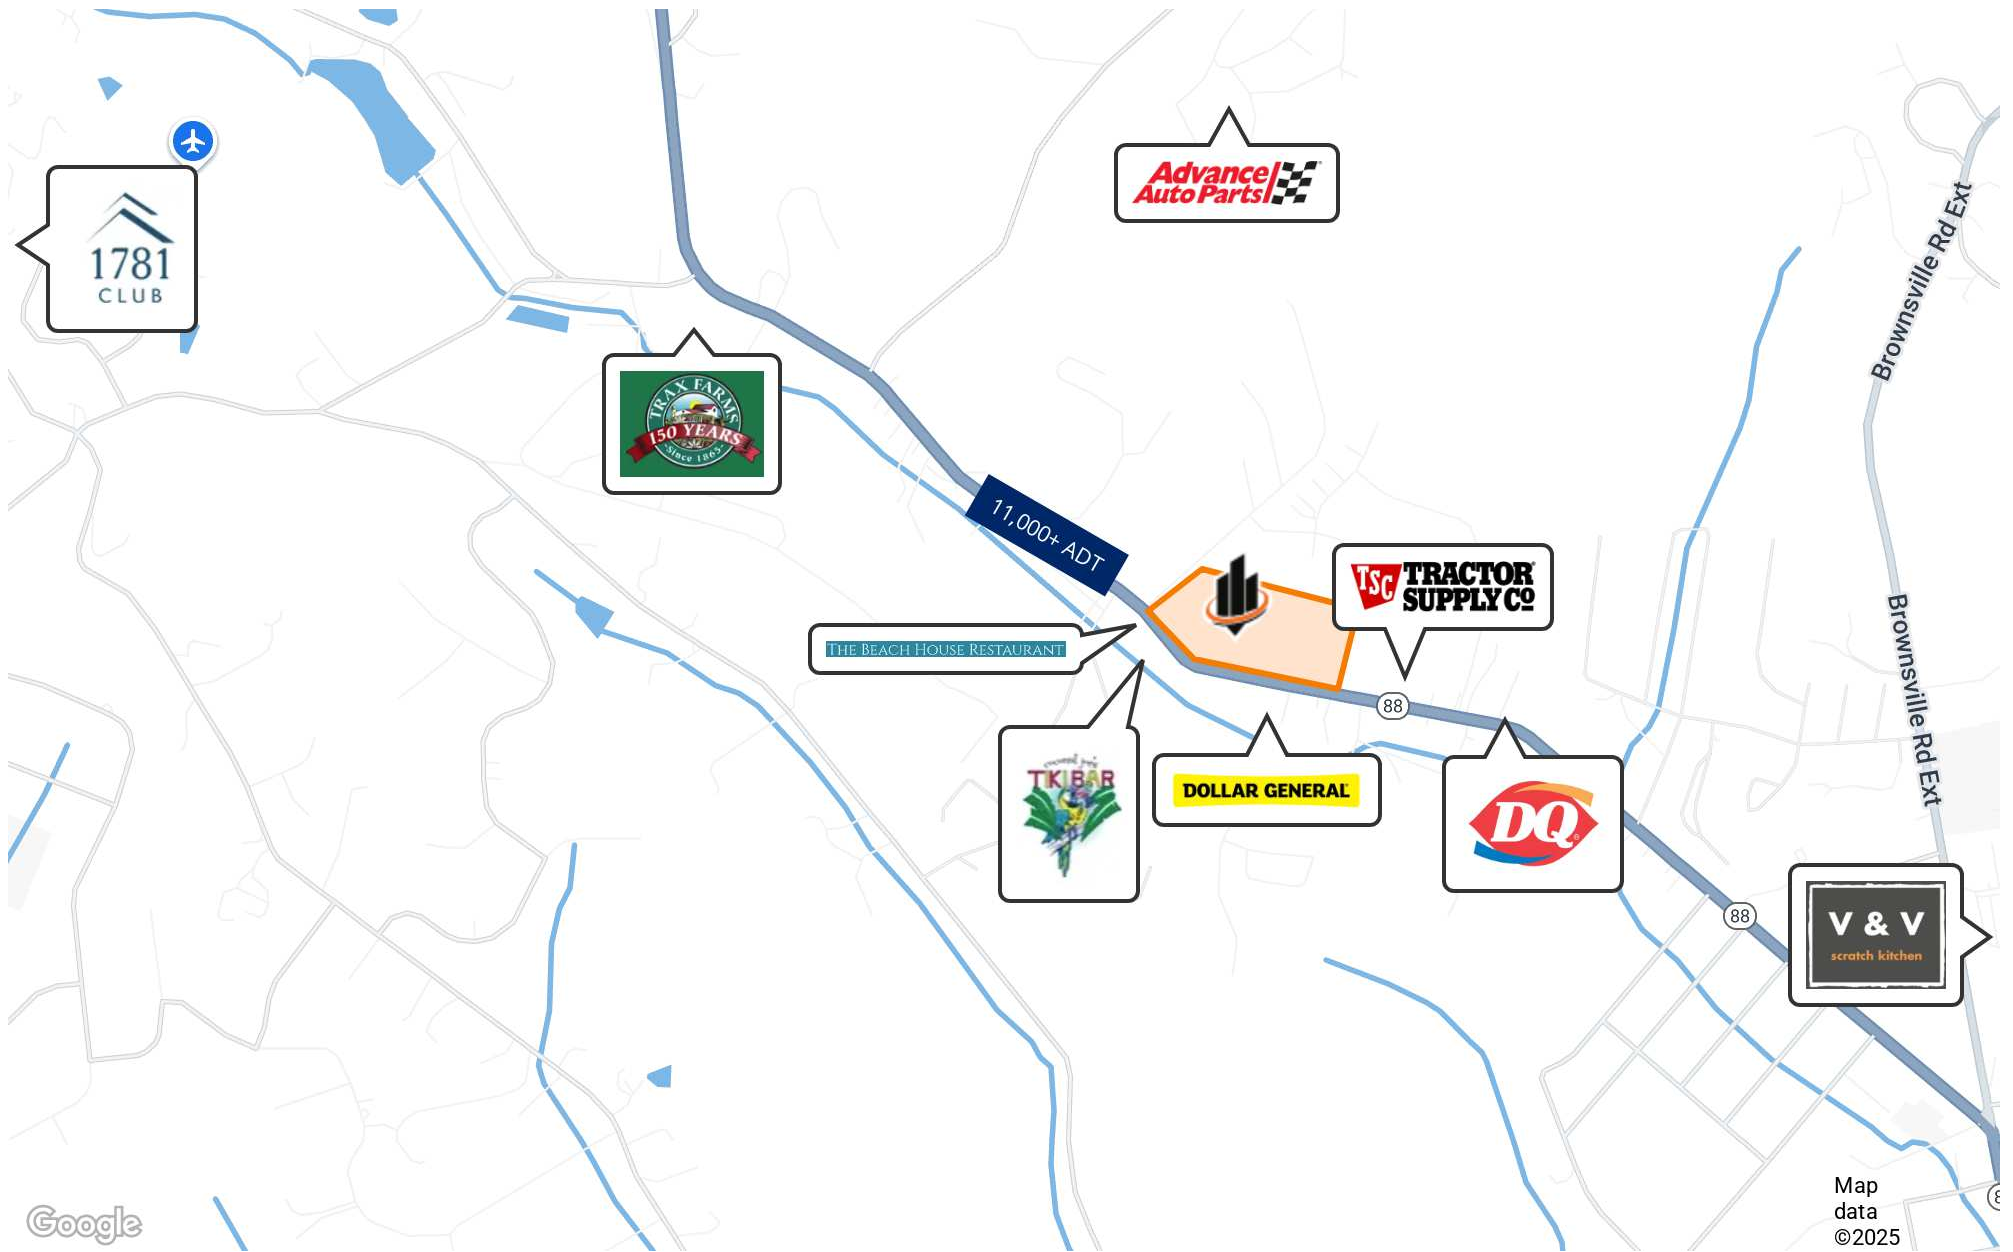 Advance
Auto Parts
Brownsville Rd Ext
1781
CLUB
TRAX FARMS
150 YEARS
Since 1865
11,000+ ADT
TSC TRACTOR
SUPPLY CO
THE BEACH HOUSE RESTAURANT
Brownsville Rd Ext
88
TIKI BAR
DOLLAR GENERAL
DQ
88
V & V
scratch kitchen
Map
data
©2025
Google